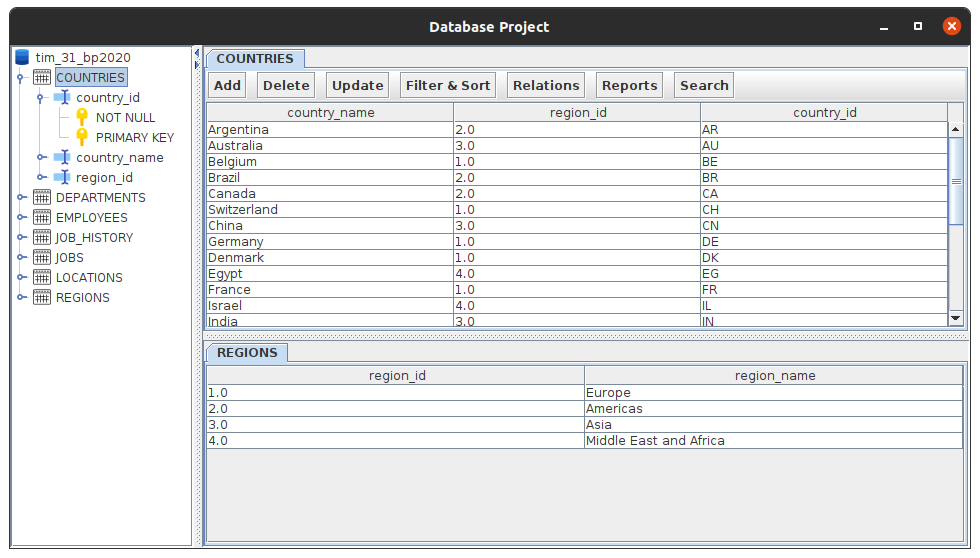 Database Project
tim_31_bp2020
COUNTRIES
country_id
NOT NULL
PRIMARY KEY
country_name
region_id
DEPARTMENTS
EMPLOYEES
JOB_HISTORY
JOBS
LOCATIONS
REGIONS
COUNTRIES
Add Delete Update Filter & Sort Relations Reports Search
country_name region_id country_id
Argentina 2.0 AR
Australia 3.0 AU
Belgium 1.0 BE
Brazil 2.0 BR
Canada 2.0 CA
Switzerland 1.0 CH
China 3.0 CN
Germany 1.0 DE
Denmark 1.0 DK
Egypt 4.0 EG
France 1.0 FR
Israel 4.0 IL
India 3.0 IN
REGIONS
region_id region_name
1.0 Europe
2.0 Americas
3.0 Asia
4.0 Middle East and Africa